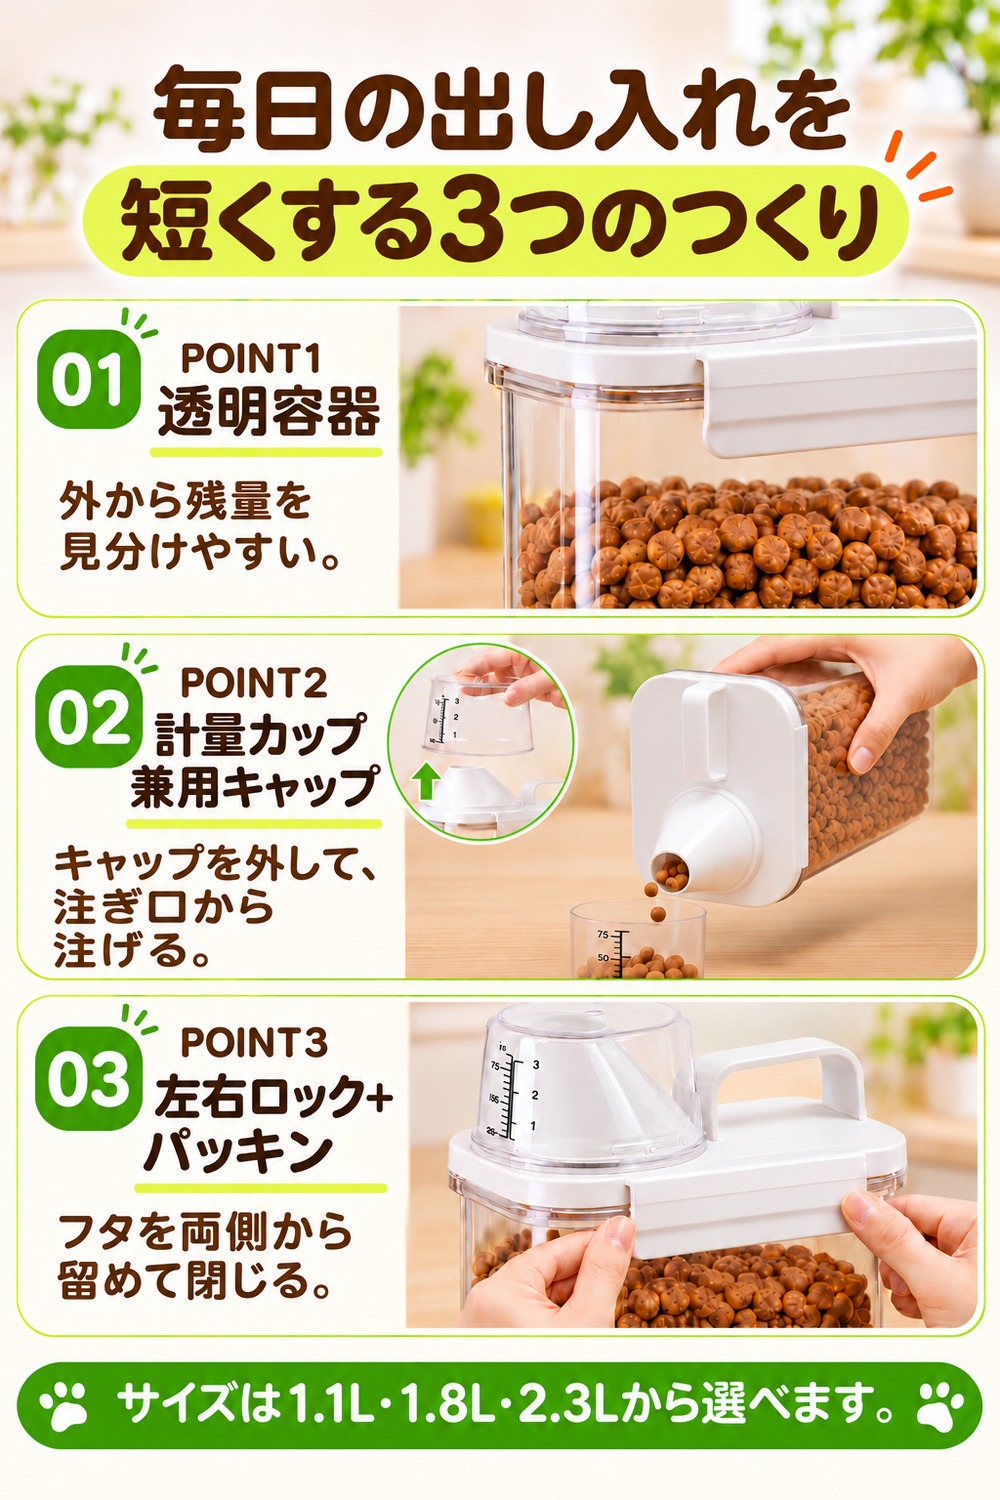 毎日の出し入れを
短くする3つのつくり
01
POINT1
透明容器
外から残量を
見分けやすい。
02
POINT2
計量カップ
兼用キャップ
キャップを外して、
注ぎ口から
注げる。
3
2
1
75
50
03
POINT3
左右ロック+
パッキン
フタを両側から
留めて閉じる。
75
3
2
1
サイズは1.1L・1.8L・2.3Lから選べます。